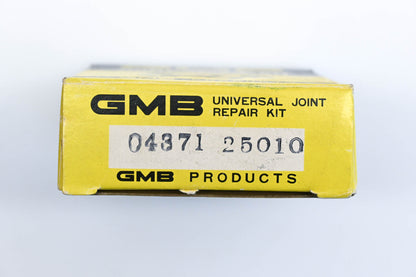 GMB UNIVERSAL JOINT
REPAIR KIT
04371 25010
GMB PRODUCTS